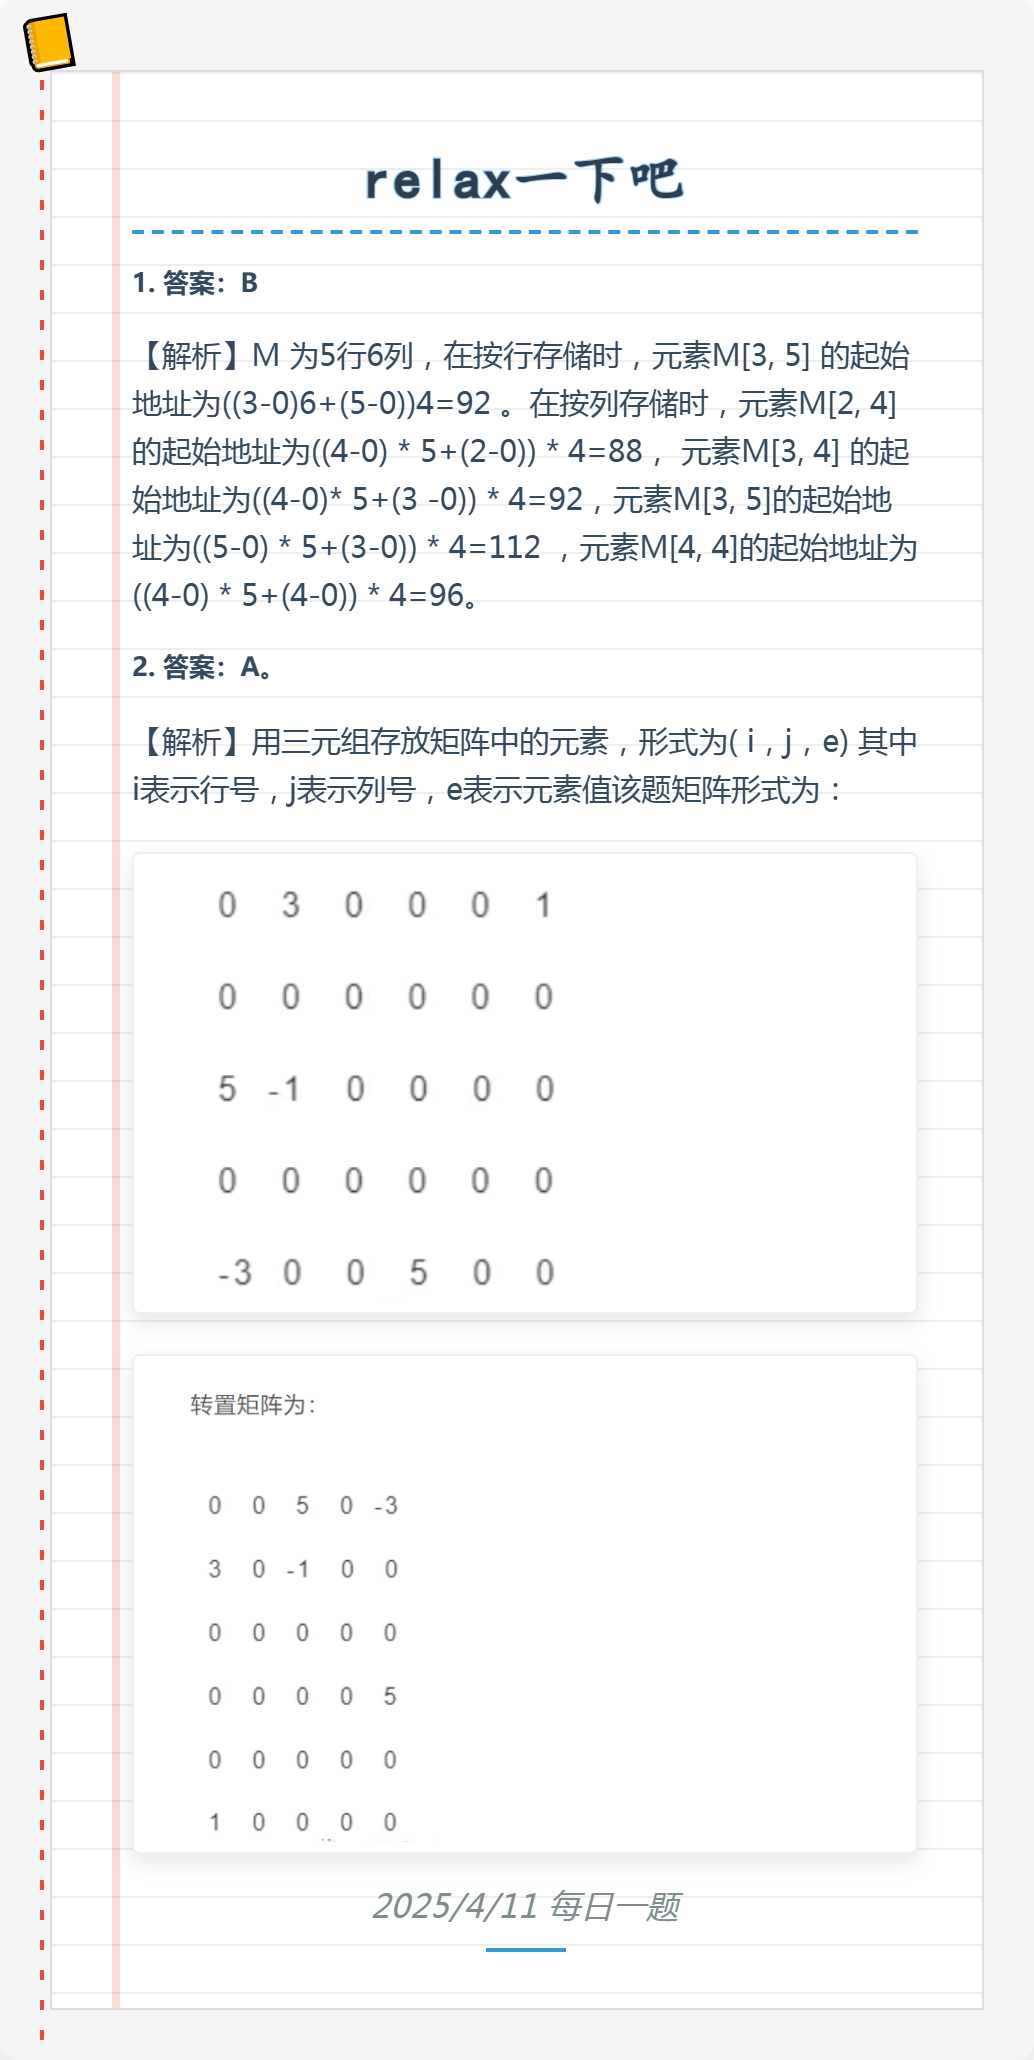 relax一下吧
1. 答案：B
【解析】M 为5行6列，在按行存储时，元素M[3, 5] 的起始
地址为((3-0)6+(5-0))4=92 。在按列存储时，元素M[2, 4]
的起始地址为((4-0) * 5+(2-0)) * 4=88 ， 元素M[3, 4] 的起
始地址为((4-0)* 5+(3 -0)) * 4=92，元素M[3, 5]的起始地
址为((5-0) * 5+(3-0)) * 4=112 ，元素M[4, 4]的起始地址为
((4-0) * 5+(4-0)) * 4=96。
2. 答案：A。
【解析】用三元组存放矩阵中的元素，形式为( i，j，e) 其中
i表示行号，j表示列号，e表示元素值该题矩阵形式为：
0 3 0 0 0 1
0 0 0 0 0 0
5 -1 0 0 0 0
0 0 0 0 0 0
-3 0 0 5 0 0
转置矩阵为：
0 0 5 0 -3
3 0 -1 0 0
0 0 0 0 0
0 0 0 0 5
0 0 0 0 0
1 0 0 0 0
2025/4/11 每日一题